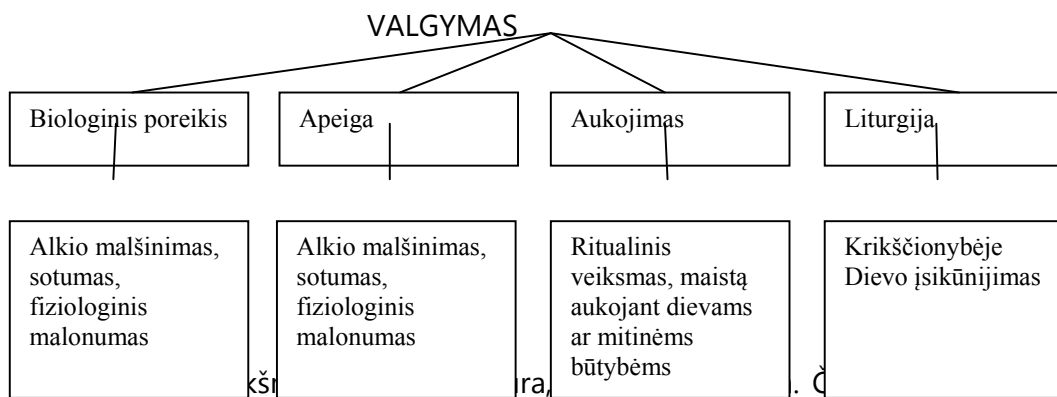 VALGYMAS
Biologinis poreikis
Apeiga
Aukojimas
Liturgija
Alkio malšinimas,
sotumas,
fiziologinis
malonumas
Alkio malšinimas,
sotumas,
fiziologinis
malonumas
Ritualinis
veiksmas, maistą
aukojant dievams
ar mitinėms
būtybėms
Krikščionybėje
Dievo įsikūnijimas